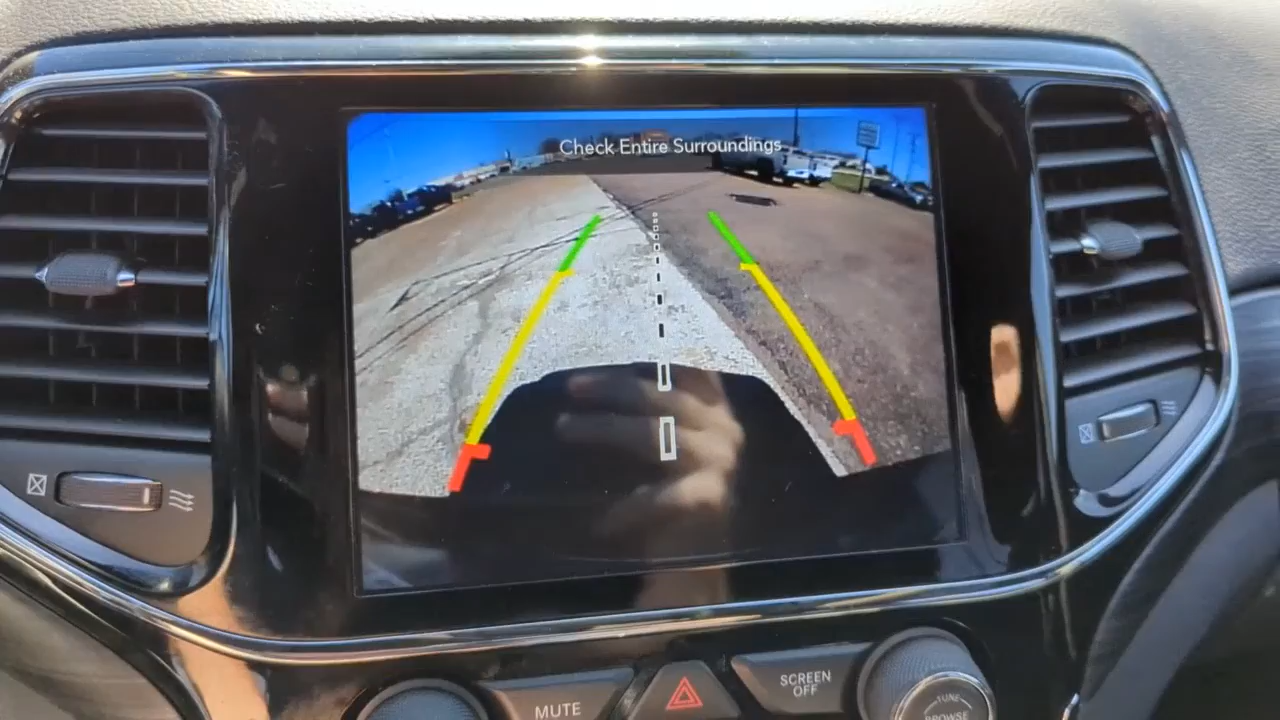 Check Entire Surroundings
MUTE
SCREEN
OFF
TUNE
BROWSE